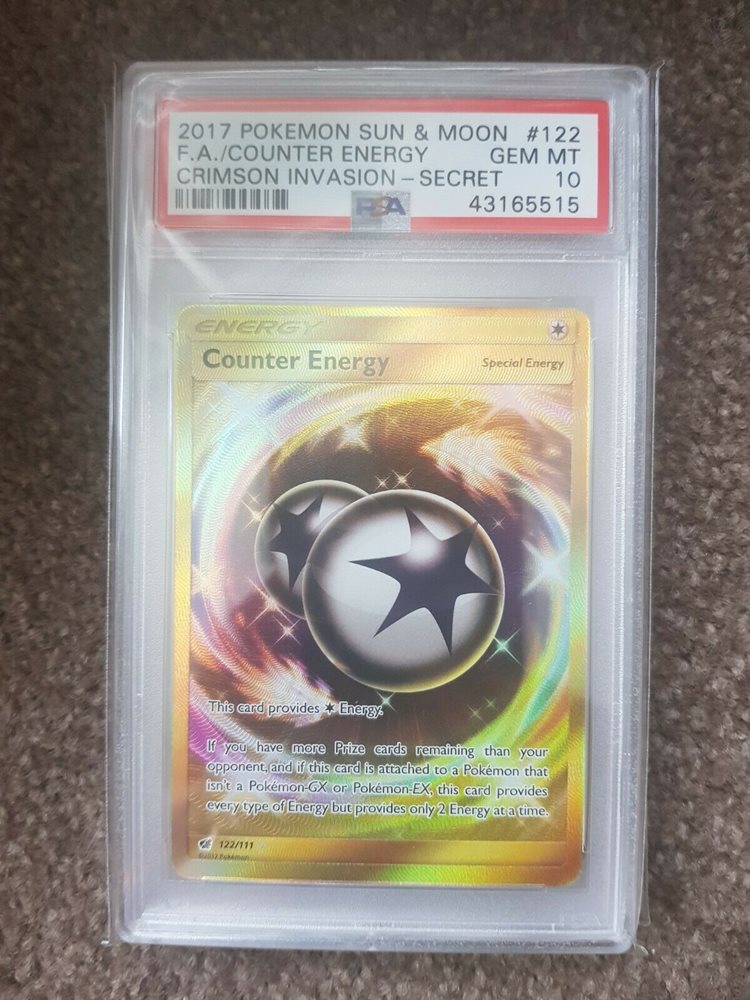 2017 POKEMON SUN & MOON #122
F.A./COUNTER ENERGY GEM MT
CRIMSON INVASION – SECRET 10
PSA 43165515
ENERGY
Counter Energy Special Energy
This card provides Energy.
If you have more Prize cards remaining than your
opponent, and if this card is attached to a Pokémon that
isn't a Pokémon-GX or Pokémon-EX, this card provides
every type of Energy but provides only 2 Energy at a time.
122/111
©2017 Pokémon